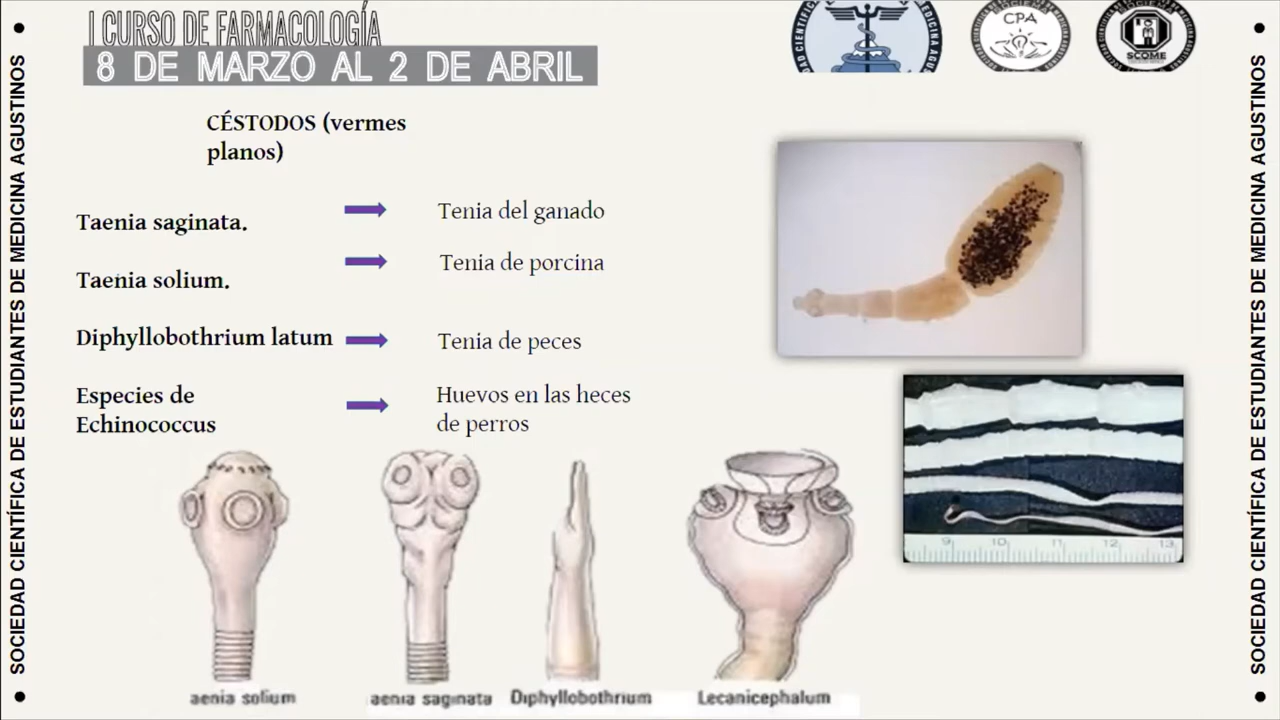 I CURSO DE FARMACOLOGÍA
8 DE MARZO AL 2 DE ABRIL
CPA
SCOME
SOCIEDAD CIENTÍFICA DE ESTUDIANTES DE MEDICINA AGUSTINOS
SOCIEDAD CIENTÍFICA DE ESTUDIANTES DE MEDICINA AGUSTINOS
CÉSTODOS (vermes
planos)
Taenia saginata.
Tenia del ganado
Taenia solium.
Tenia de porcina
Diphyllobothrium latum
Tenia de peces
Especies de
Echinococcus
Huevos en las heces
de perros
9 10 11 12 13
aenia solium
aenia saginata
Diphyllobothrium
Lecanicephalum